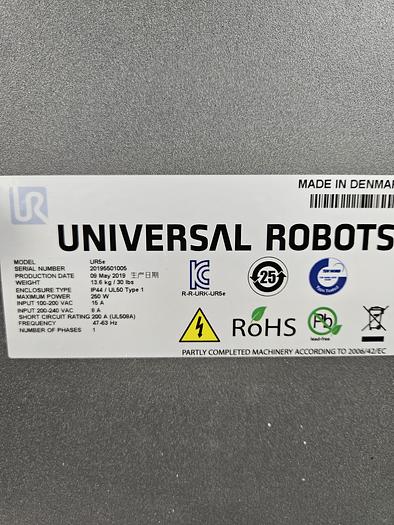 UR
MADE IN DENMAR
UNIVERSAL ROBOTS
MODEL UR5e
SERIAL NUMBER 20195501005
PRODUCTION DATE 09 May 2019 生产日期
WEIGHT 13.6 kg / 30 lbs
ENCLOSURE TYPE IP44 / UL50 Type 1
MAXIMUM POWER 250 W
INPUT 100-200 VAC 15 A
INPUT 200-240 VAC 8 A
SHORT CIRCUIT RATING 200 A (UL508A)
FREQUENCY 47-63 Hz
NUMBER OF PHASES 1
R-R-URK-UR5e
25
RoHS
Pb
lead-free
PARTLY COMPLETED MACHINERY ACCORDING TO 2006/42/EC